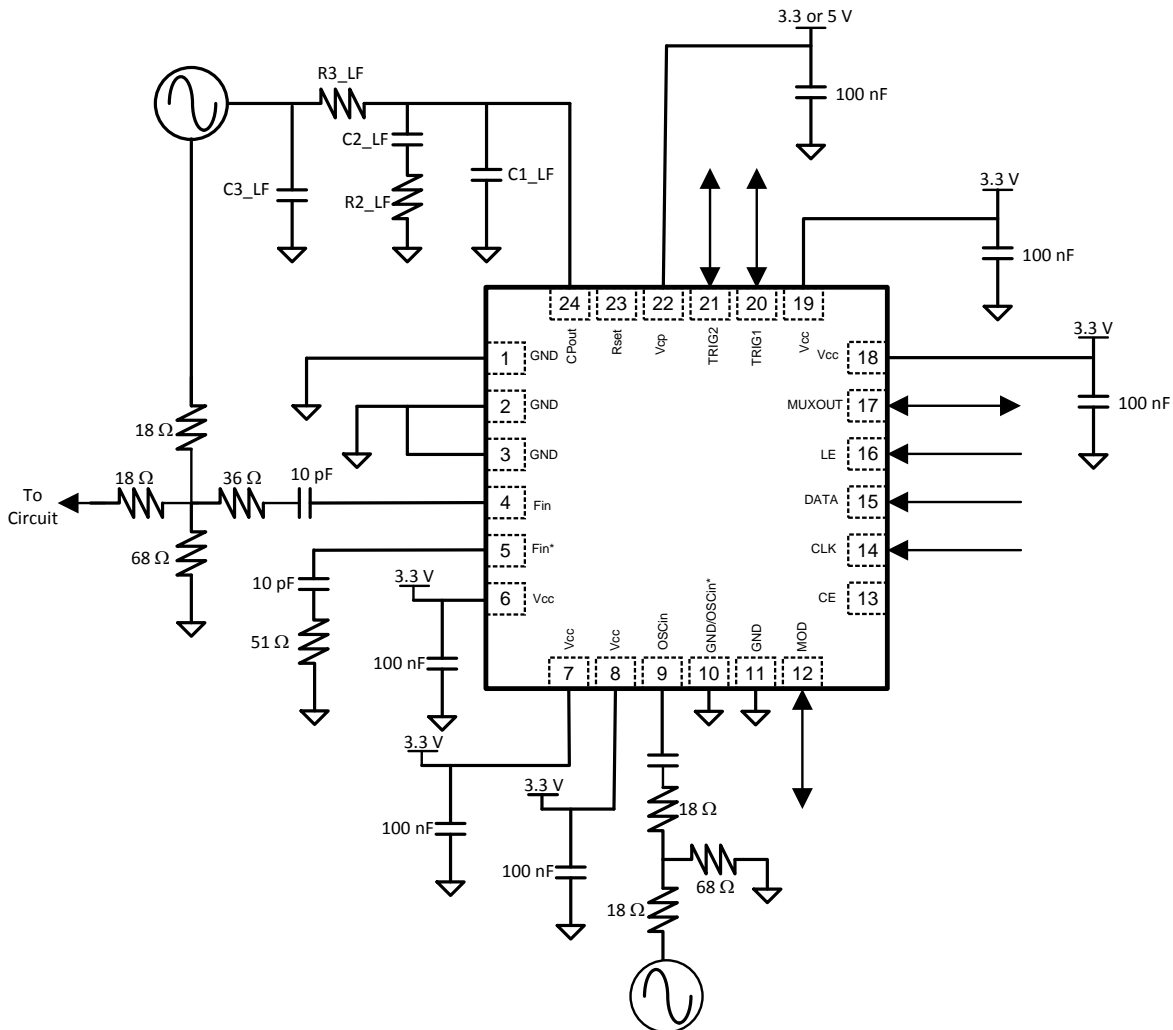 3.3 or 5 V
100 nF
R3_LF
C2_LF
C1_LF
C3_LF
R2_LF
3.3 V
100 nF
24
23
22
21
20
19
CPout
Rset
Vcp
TRIG2
TRIG1
Vcc
3.3 V
100 nF
1
GND
Vcc
18
2
GND
MUXOUT
17
3
GND
LE
16
18 Ω
18 Ω
36 Ω
10 pF
To
Circuit
4
Fin
DATA
15
68 Ω
5
Fin*
CLK
14
10 pF
3.3 V
6
Vcc
CE
13
51 Ω
100 nF
Vcc
Vcc
OSCin
GND/OSCin*
GND
MOD
7
8
9
10
11
12
3.3 V
3.3 V
100 nF
100 nF
18 Ω
68 Ω
18 Ω